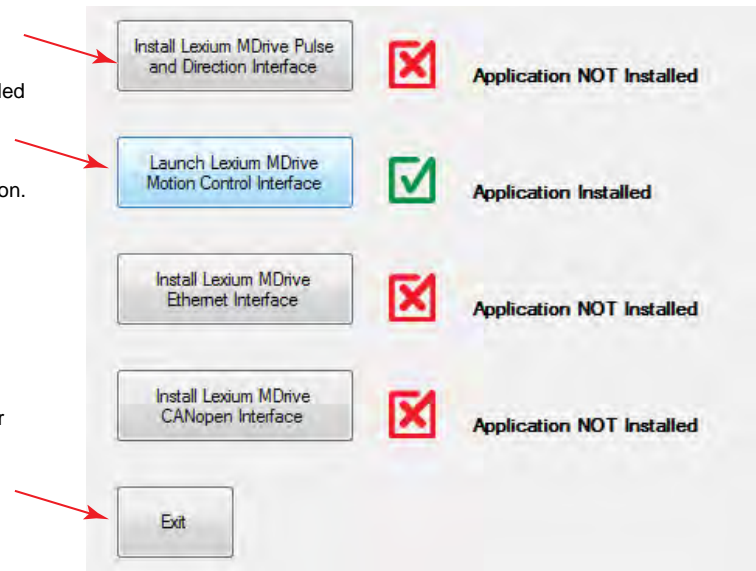 Install Lexium MDrive Pulse
and Direction Interface
Application NOT Installed
led
Launch Lexium MDrive
Motion Control Interface
Application Installed
on.
Install Lexium MDrive
Ethernet Interface
Application NOT Installed
Install Lexium MDrive
CANopen Interface
Application NOT Installed
r
Exit